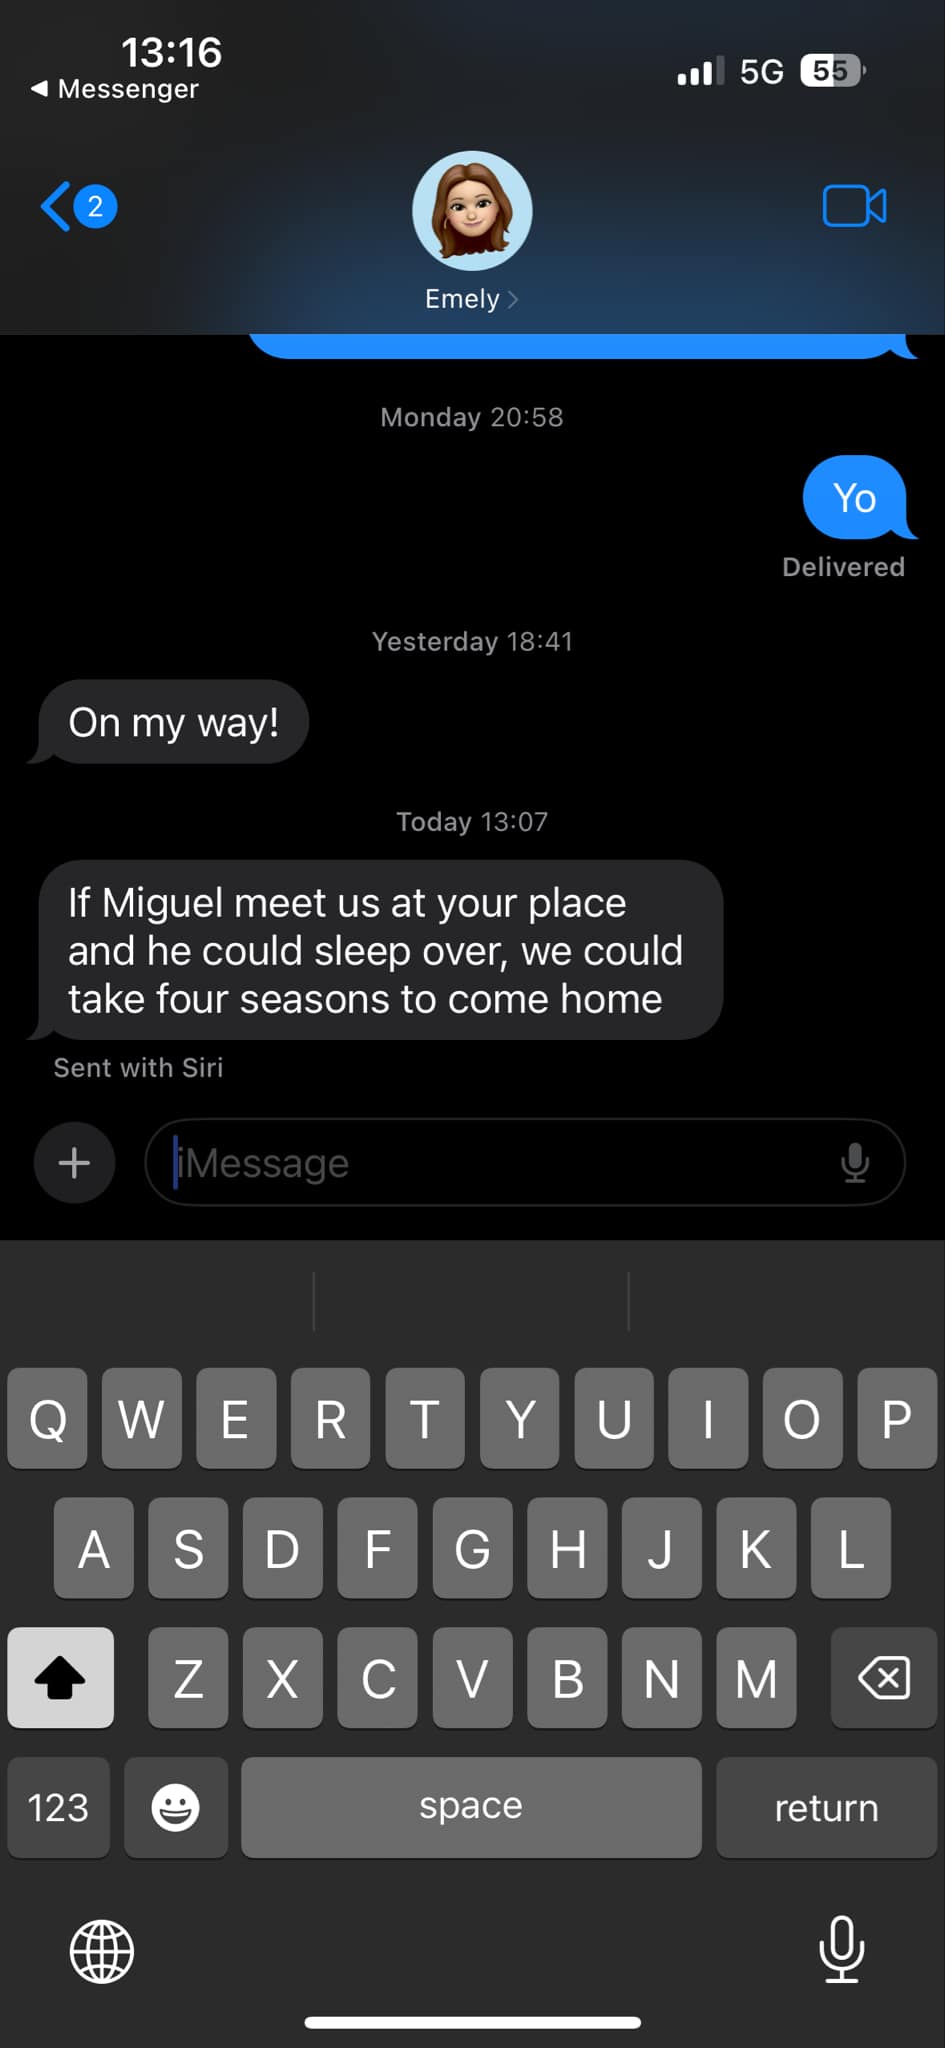 13:16
Messenger
5G
55
2
Emely
Monday 20:58
Yo
Delivered
Yesterday 18:41
On my way!
Today 13:07
If Miguel meet us at your place
and he could sleep over, we could
take four seasons to come home
Sent with Siri
iMessage
Q W E R T Y U I O P
A S D F G H J K L
Z X C V B N M
123
space
return